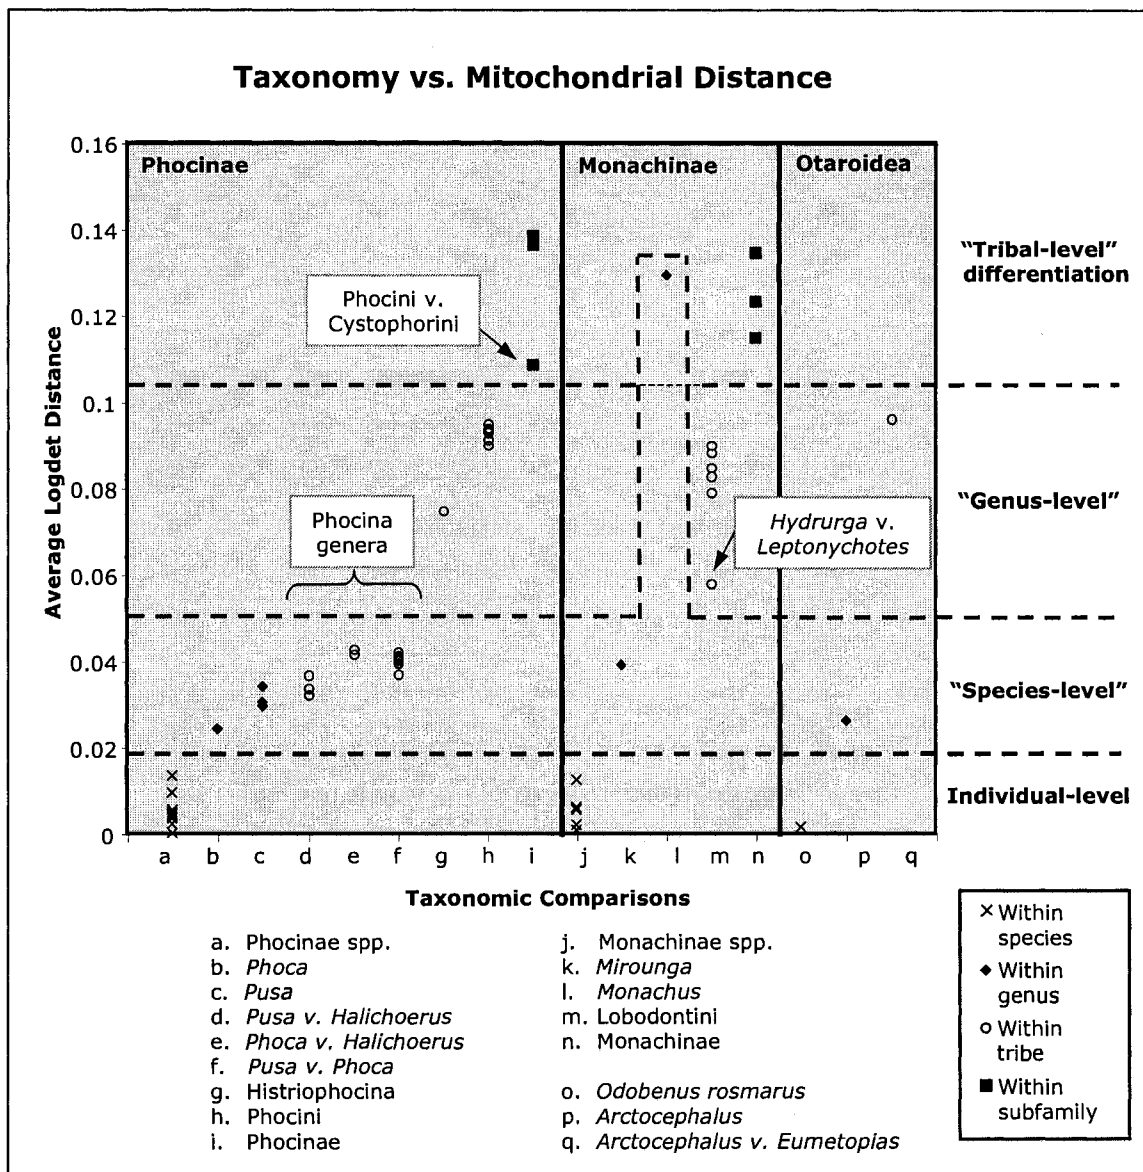 Taxonomy vs. Mitochondrial Distance
Average Logdet Distance
0.16
0.14
0.12
0.1
0.08
0.06
0.04
0.02
0
Phocinae
Monachinae
Otaroidea
Phocini v.
Cystophorini
Phocina
genera
Hydrurga v.
Leptonychotes
"Tribal-level"
differentiation
"Genus-level"
"Species-level"
Individual-level
a b c d e f g h i j k l m n o p q
Taxonomic Comparisons
a. Phocinae spp.
b. Phoca
c. Pusa
d. Pusa v. Halichoerus
e. Phoca v. Halichoerus
f. Pusa v. Phoca
g. Histriophocina
h. Phocini
i. Phocinae
j. Monachinae spp.
k. Mirounga
l. Monachus
m. Lobodontini
n. Monachinae
o. Odobenus rosmarus
p. Arctocephalus
q. Arctocephalus v. Eumetopias
Within
species
Within
genus
Within
tribe
Within
subfamily